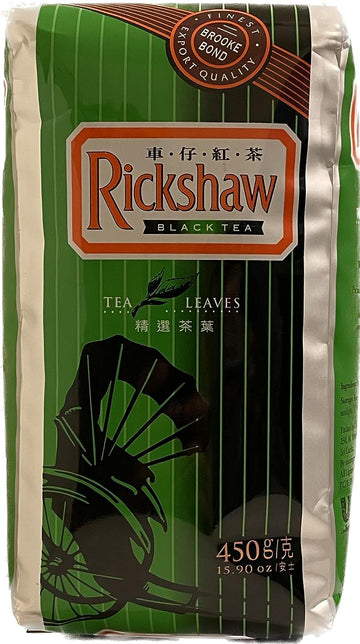 FINEST
BROOKE
BOND
EXPORT QUALITY
車·仔·紅·茶
Rickshaw
BLACK TEA
TEA LEAVES
精選茶葉
450g/克
15.90 oz/安士